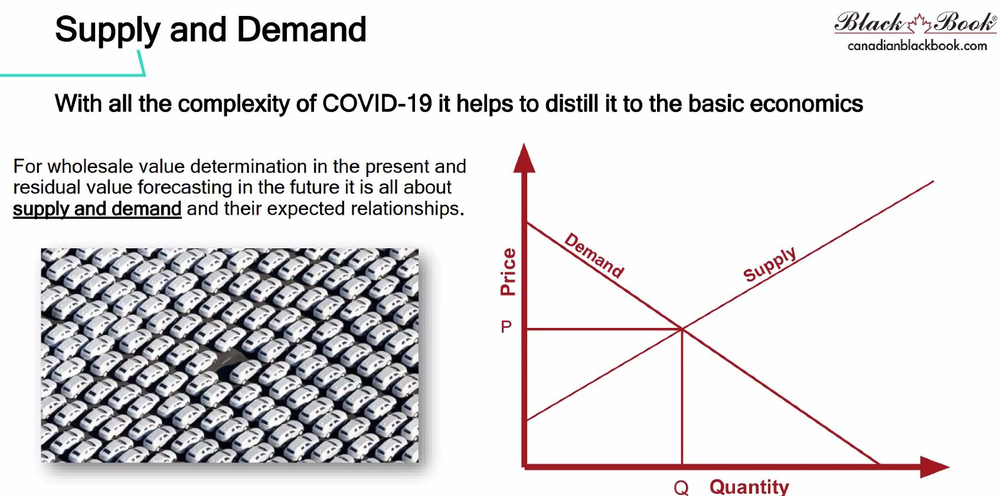 Supply and Demand
Black Book®
canadianblackbook.com
With all the complexity of COVID-19 it helps to distill it to the basic economics
For wholesale value determination in the present and
residual value forecasting in the future it is all about
supply and demand and their expected relationships.
Price
Demand
Supply
P
Q
Quantity